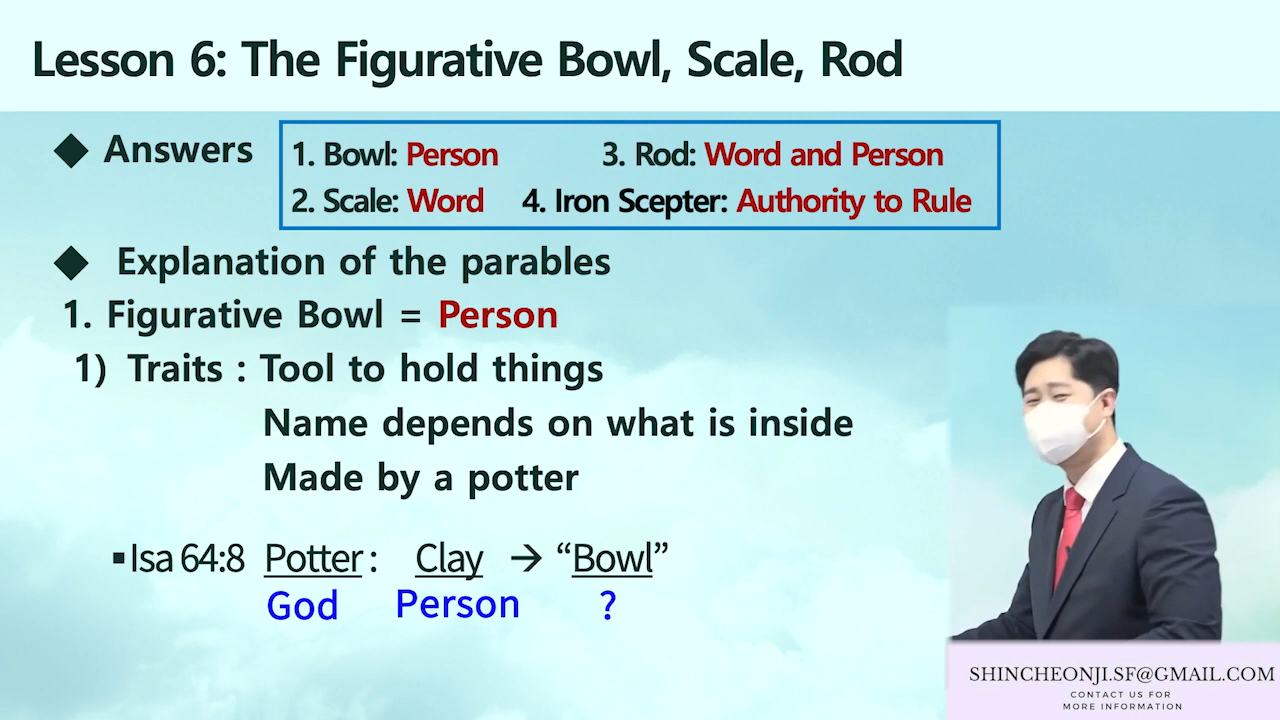 Lesson 6: The Figurative Bowl, Scale, Rod
◆ Answers
1. Bowl: Person 3. Rod: Word and Person
2. Scale: Word 4. Iron Scepter: Authority to Rule
◆ Explanation of the parables
1. Figurative Bowl = Person
1) Traits : Tool to hold things
Name depends on what is inside
Made by a potter
▪Isa 64:8 Potter : Clay → “Bowl”
God Person ?
SHINCHEONJI.SF@GMAIL.COM
CONTACT US FOR
MORE INFORMATION